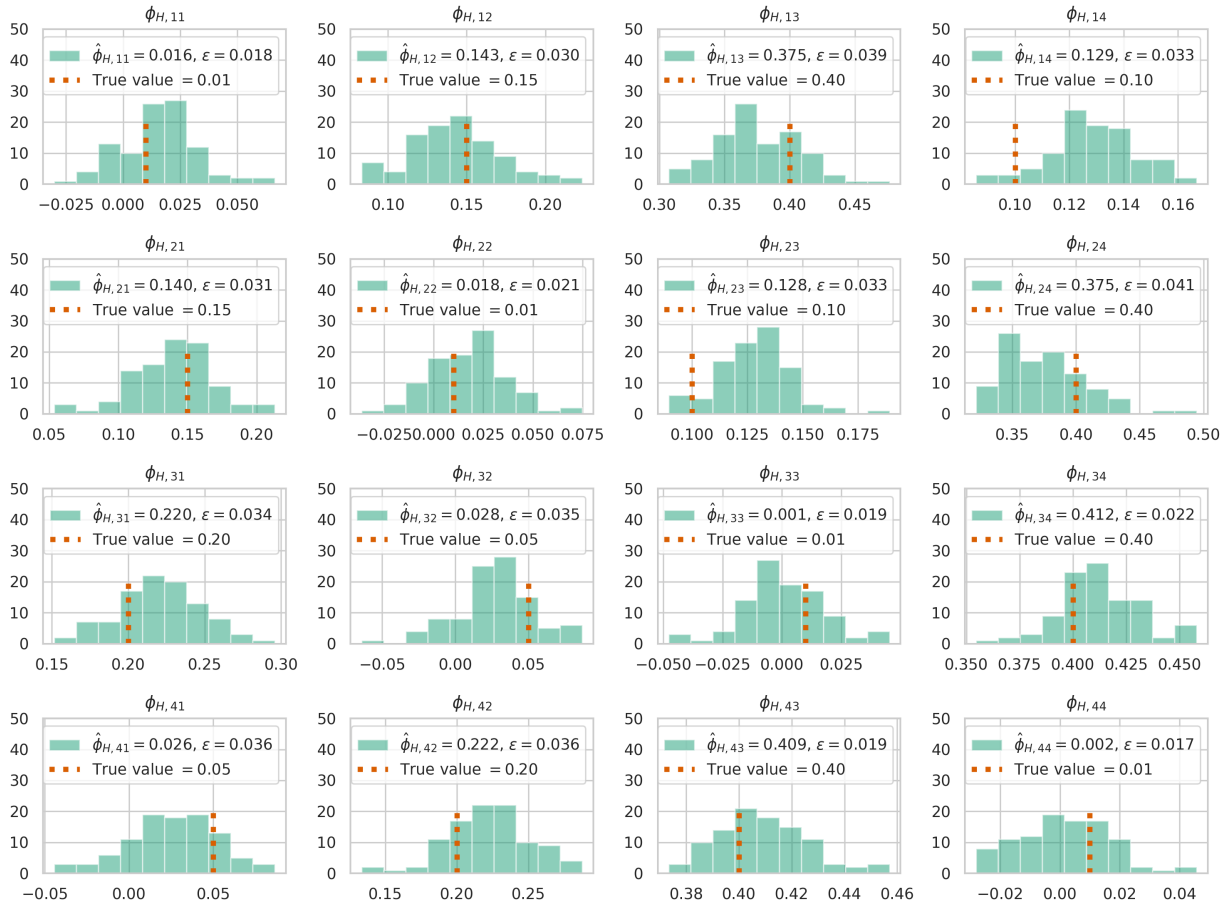 ϕ_{H,11}
50
40
30
20
10
0
ϕ̂_{H,11} = 0.016, ε = 0.018
True value = 0.01
−0.025 0.000 0.025 0.050
ϕ_{H,12}
50
40
30
20
10
0
ϕ̂_{H,12} = 0.143, ε = 0.030
True value = 0.15
0.10 0.15 0.20
ϕ_{H,13}
50
40
30
20
10
0
ϕ̂_{H,13} = 0.375, ε = 0.039
True value = 0.40
0.30 0.35 0.40 0.45
ϕ_{H,14}
50
40
30
20
10
0
ϕ̂_{H,14} = 0.129, ε = 0.033
True value = 0.10
0.10 0.12 0.14 0.16
ϕ_{H,21}
50
40
30
20
10
0
ϕ̂_{H,21} = 0.140, ε = 0.031
True value = 0.15
0.05 0.10 0.15 0.20
ϕ_{H,22}
50
40
30
20
10
0
ϕ̂_{H,22} = 0.018, ε = 0.021
True value = 0.01
−0.025 0.000 0.025 0.050 0.075
ϕ_{H,23}
50
40
30
20
10
0
ϕ̂_{H,23} = 0.128, ε = 0.033
True value = 0.10
0.100 0.125 0.150 0.175
ϕ_{H,24}
50
40
30
20
10
0
ϕ̂_{H,24} = 0.375, ε = 0.041
True value = 0.40
0.35 0.40 0.45 0.50
ϕ_{H,31}
50
40
30
20
10
0
ϕ̂_{H,31} = 0.220, ε = 0.034
True value = 0.20
0.15 0.20 0.25 0.30
ϕ_{H,32}
50
40
30
20
10
0
ϕ̂_{H,32} = 0.028, ε = 0.035
True value = 0.05
−0.05 0.00 0.05
ϕ_{H,33}
50
40
30
20
10
0
ϕ̂_{H,33} = 0.001, ε = 0.019
True value = 0.01
−0.050 −0.025 0.000 0.025
ϕ_{H,34}
50
40
30
20
10
0
ϕ̂_{H,34} = 0.412, ε = 0.022
True value = 0.40
0.350 0.375 0.400 0.425 0.450
ϕ_{H,41}
50
40
30
20
10
0
ϕ̂_{H,41} = 0.026, ε = 0.036
True value = 0.05
−0.05 0.00 0.05
ϕ_{H,42}
50
40
30
20
10
0
ϕ̂_{H,42} = 0.222, ε = 0.036
True value = 0.20
0.15 0.20 0.25
ϕ_{H,43}
50
40
30
20
10
0
ϕ̂_{H,43} = 0.409, ε = 0.019
True value = 0.40
0.38 0.40 0.42 0.44 0.46
ϕ_{H,44}
50
40
30
20
10
0
ϕ̂_{H,44} = 0.002, ε = 0.017
True value = 0.01
−0.02 0.00 0.02 0.04